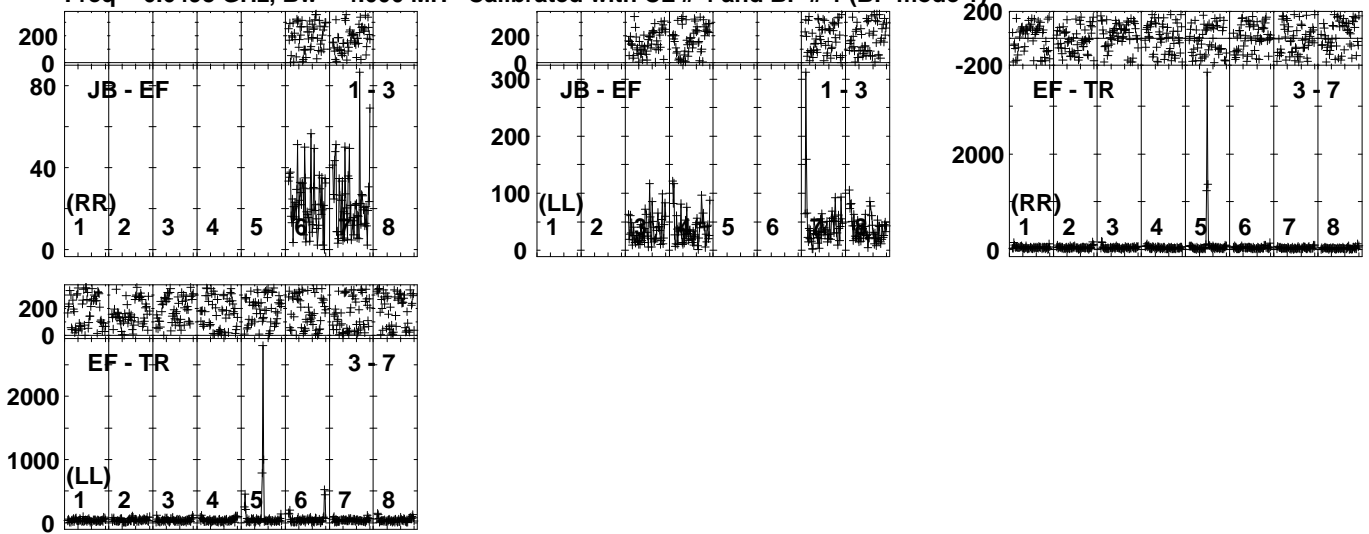 200 200 200
0 0 -200
80 JB - EF 1 - 3 300 JB - EF 1 - 3 EF - TR 3 - 7
200 2000
40 100
(RR) (LL) (RR)
1 2 3 4 5 6 7 8 1 2 3 4 5 6 7 8 1 2 3 4 5 6 7 8
0 0 0
200
0
EF - TR 3 - 7
2000
1000
(LL)
1 2 3 4 5 6 7 8
0